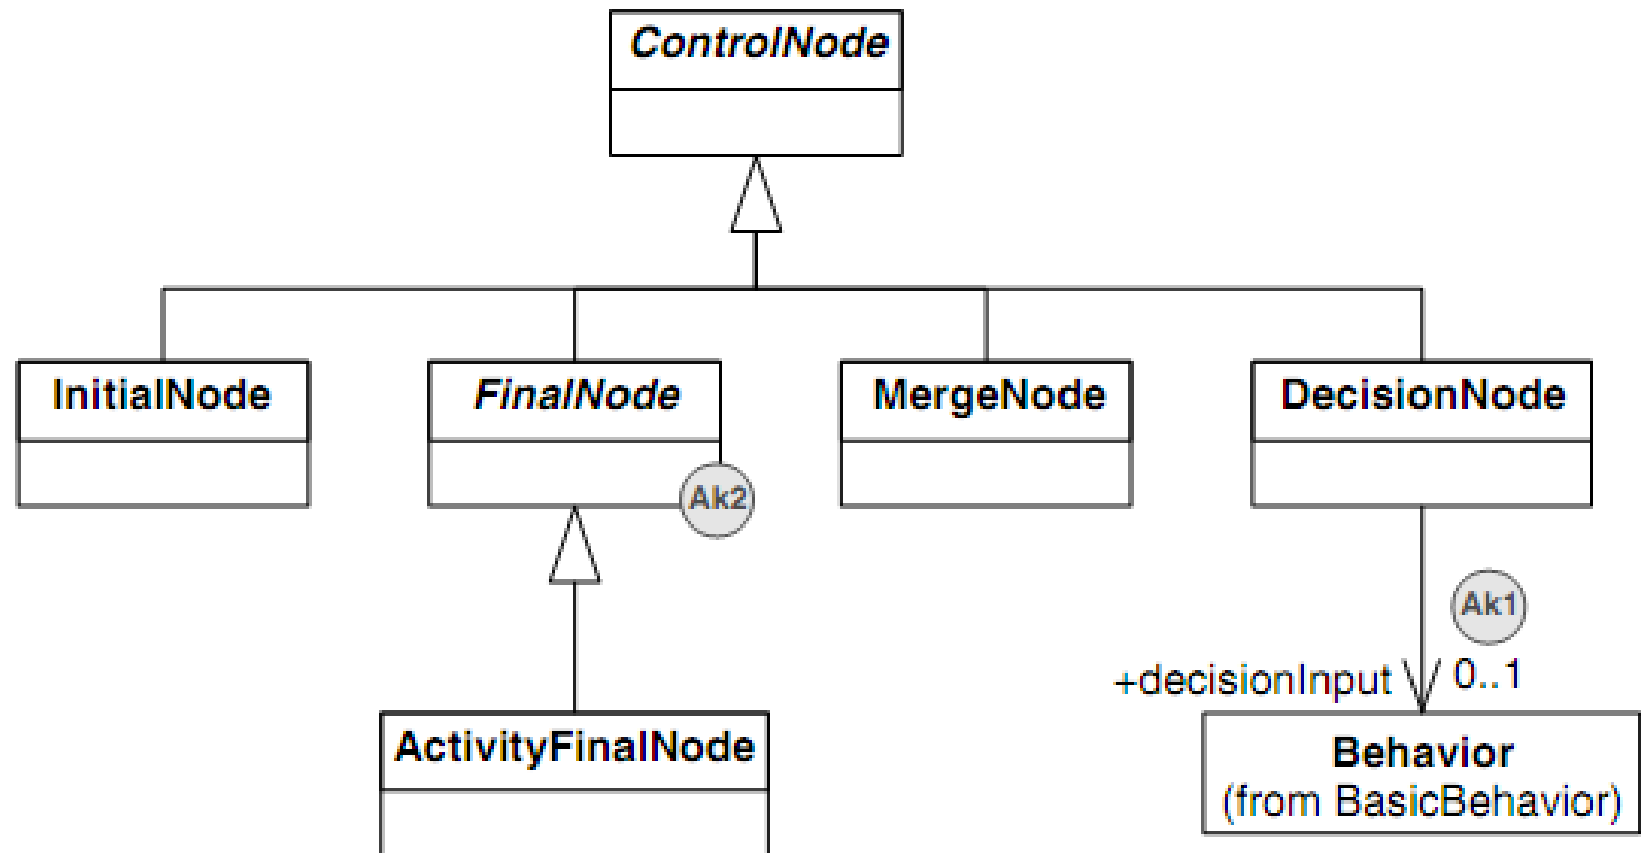 ControlNode
InitialNode
FinalNode
MergeNode
DecisionNode
Ak2
Ak1
+decisionInput
0..1
ActivityFinalNode
Behavior
(from BasicBehavior)